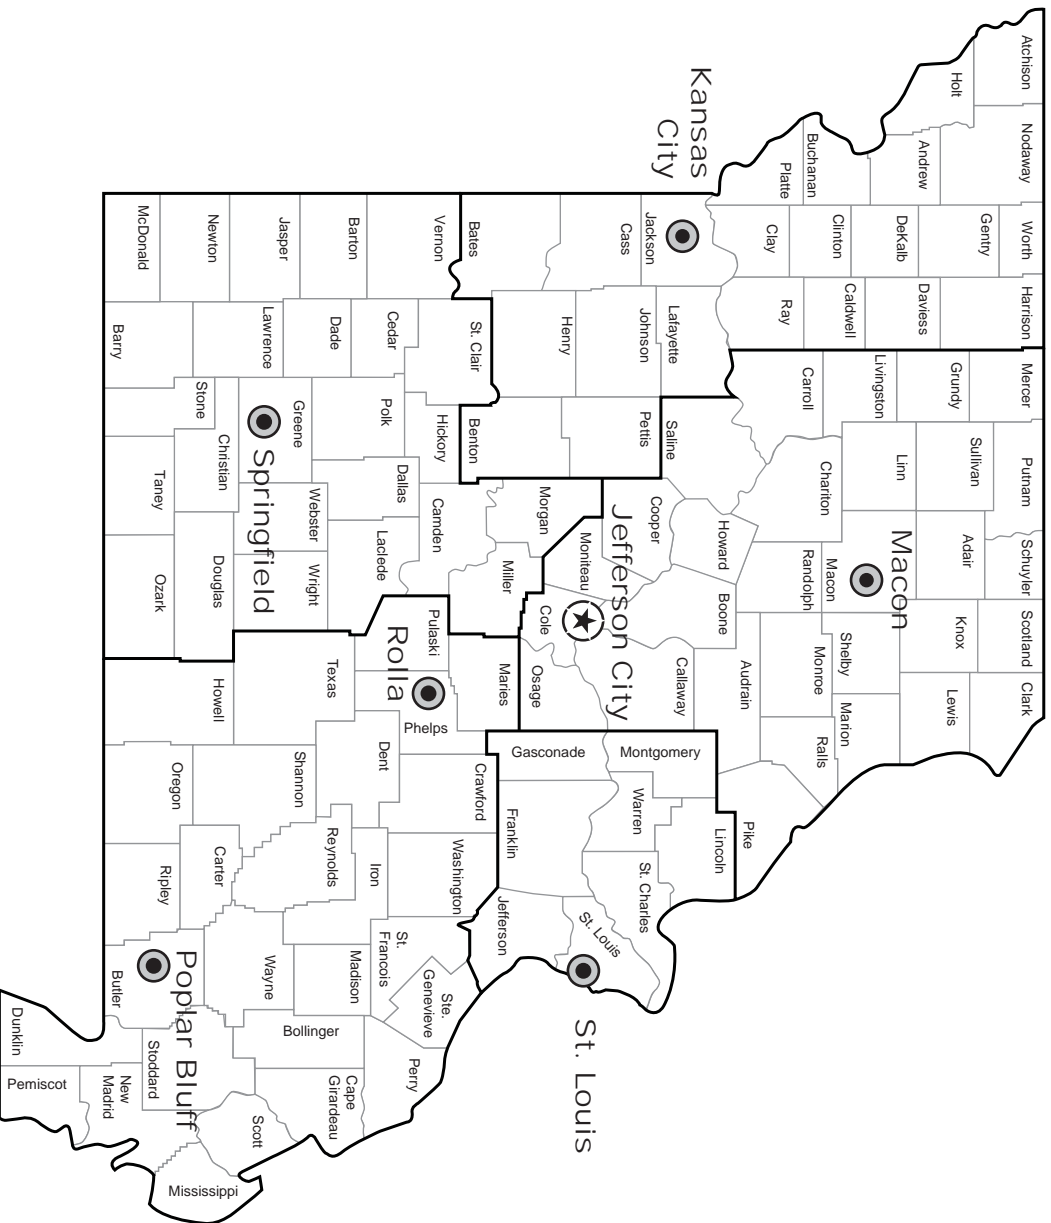 Atchison
Nodaway
Worth
Harrison
Mercer
Putnam
Schuyler
Scotland
Clark
Holt
Andrew
Gentry
DeKalb
Daviess
Grundy
Sullivan
Adair
Knox
Lewis
Buchanan
Platte
Clinton
Clay
Caldwell
Ray
Livingston
Carroll
Linn
Chariton
Macon
Macon
Randolph
Shelby
Monroe
Marion
Ralls
Audrain
Pike
Kansas
City
Jackson
Cass
Bates
Lafayette
Johnson
Henry
Saline
Pettis
Benton
Howard
Cooper
Boone
Callaway
Jefferson City
Moniteau
Cole
Osage
Morgan
Miller
Camden
Maries
Gasconade
Montgomery
Warren
Lincoln
St. Charles
Franklin
St. Louis
Jefferson
St. Louis
Vernon
Barton
Jasper
Newton
McDonald
St. Clair
Cedar
Dade
Lawrence
Barry
Hickory
Polk
Greene
Stone
Christian
Taney
Springfield
Dallas
Webster
Laclede
Wright
Douglas
Ozark
Pulaski
Rolla
Phelps
Texas
Howell
Crawford
Dent
Shannon
Oregon
Washington
Iron
Reynolds
Carter
Ripley
St.
Francois
Ste.
Genevieve
Madison
Wayne
Butler
Poplar Bluff
Perry
Bollinger
Cape
Girardeau
Stoddard
Scott
Mississippi
New
Madrid
Dunklin
Pemiscot